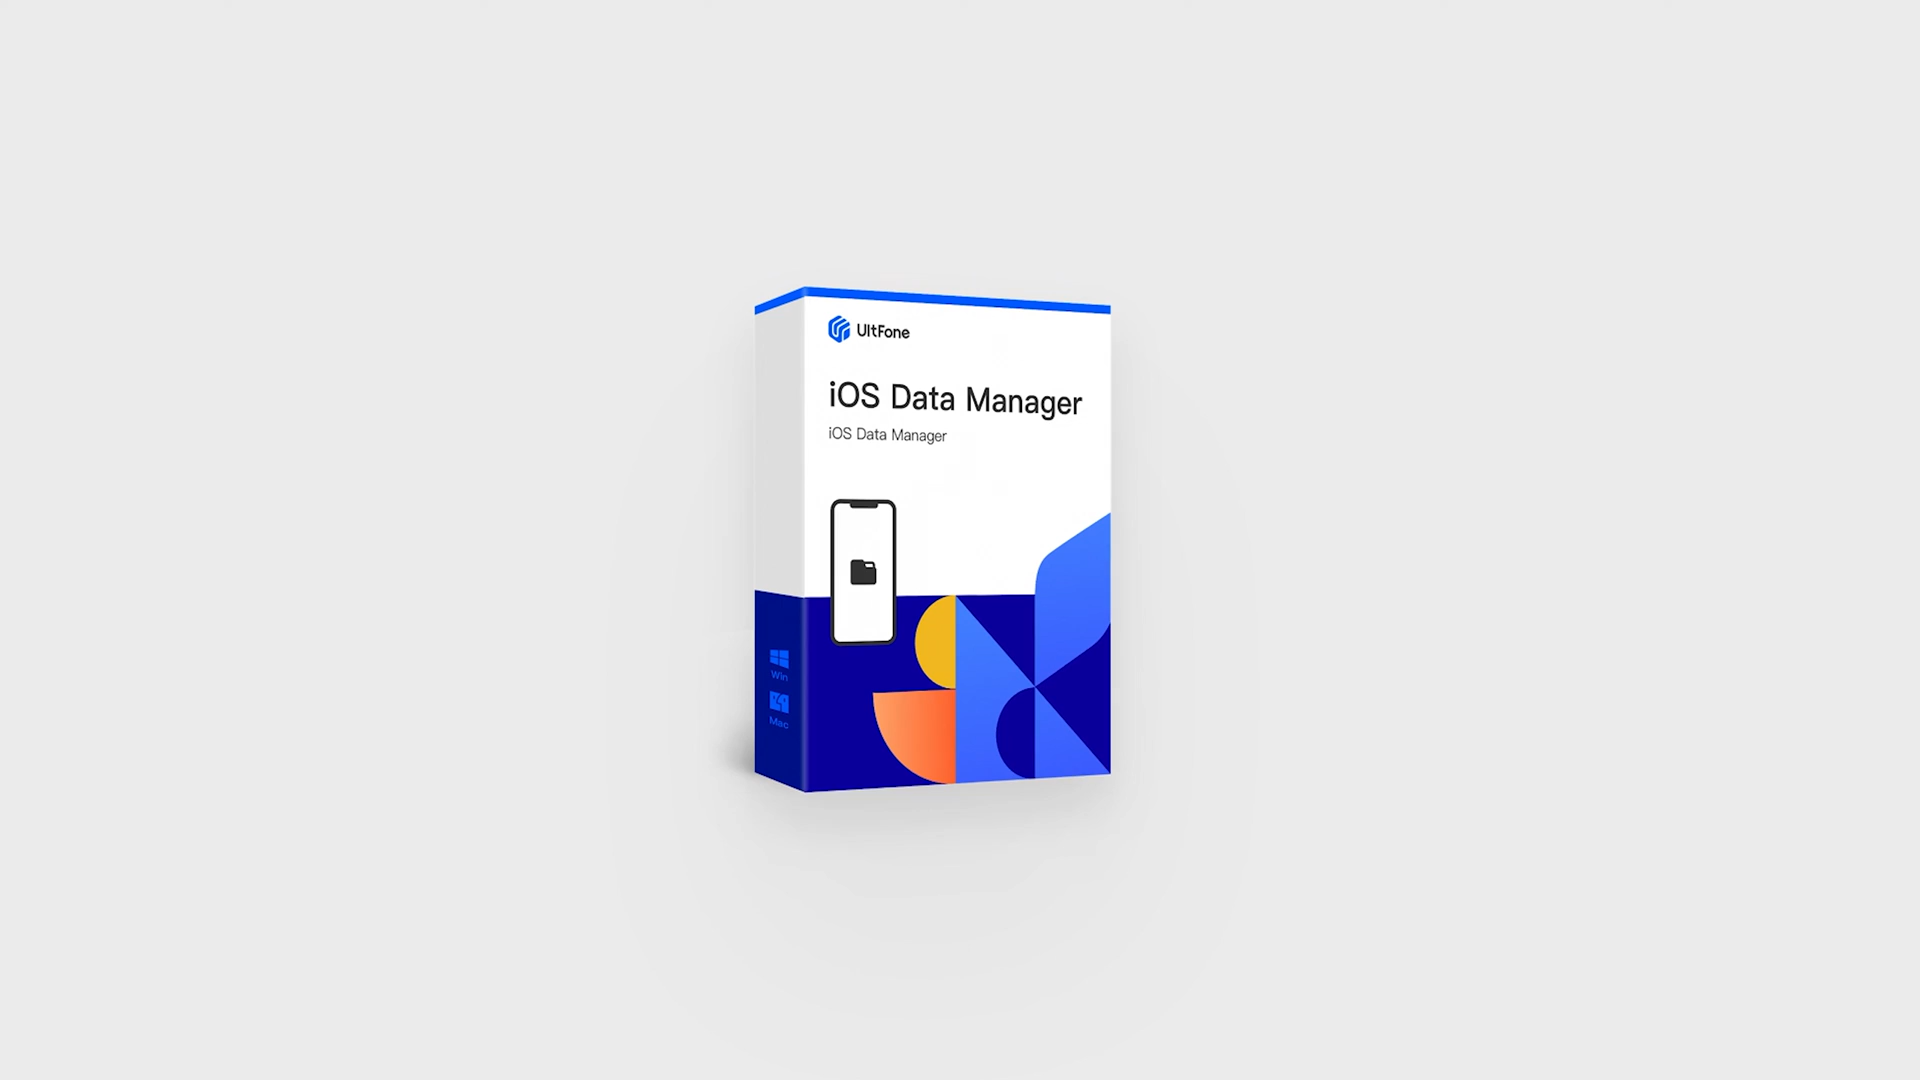 UltFone
iOS Data Manager
iOS Data Manager
Win
Mac